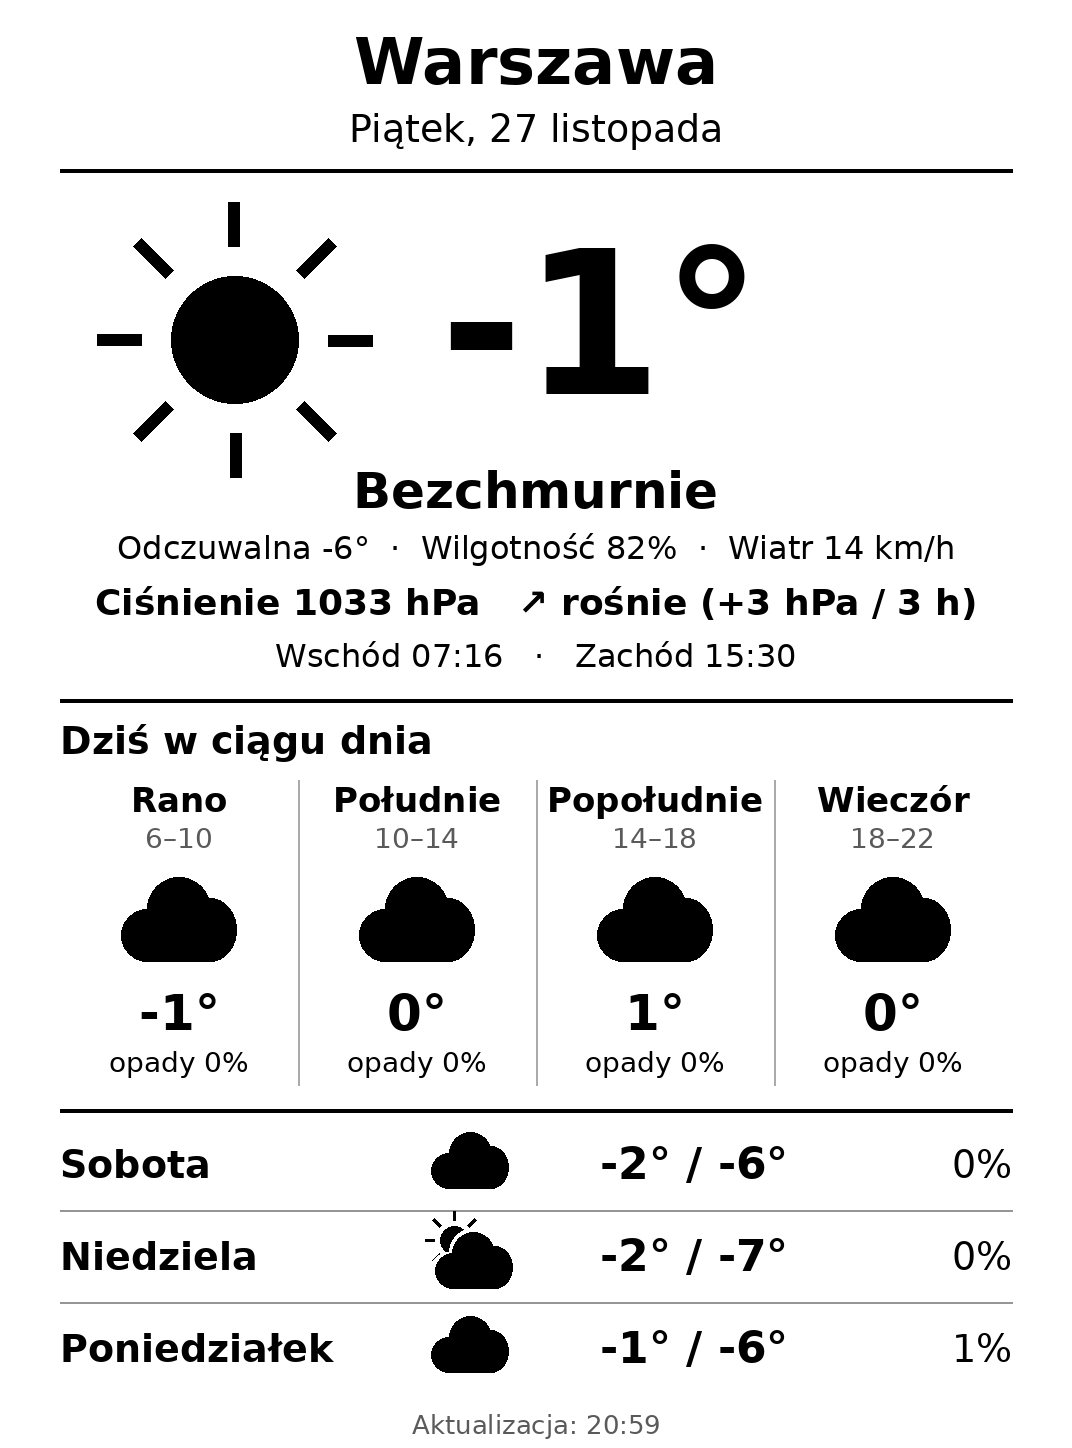 Warszawa
Piątek, 27 listopada
-1°
Bezchmurnie
Odczuwalna -6° · Wilgotność 82% · Wiatr 14 km/h
Ciśnienie 1033 hPa ↗ rośnie (+3 hPa / 3 h)
Wschód 07:16 · Zachód 15:30
Dziś w ciągu dnia
Rano Południe Popołudnie Wieczór
6–10 10–14 14–18 18–22
-1° 0° 1° 0°
opady 0% opady 0% opady 0% opady 0%
Sobota -2° / -6° 0%
Niedziela -2° / -7° 0%
Poniedziałek -1° / -6° 1%
Aktualizacja: 20:59